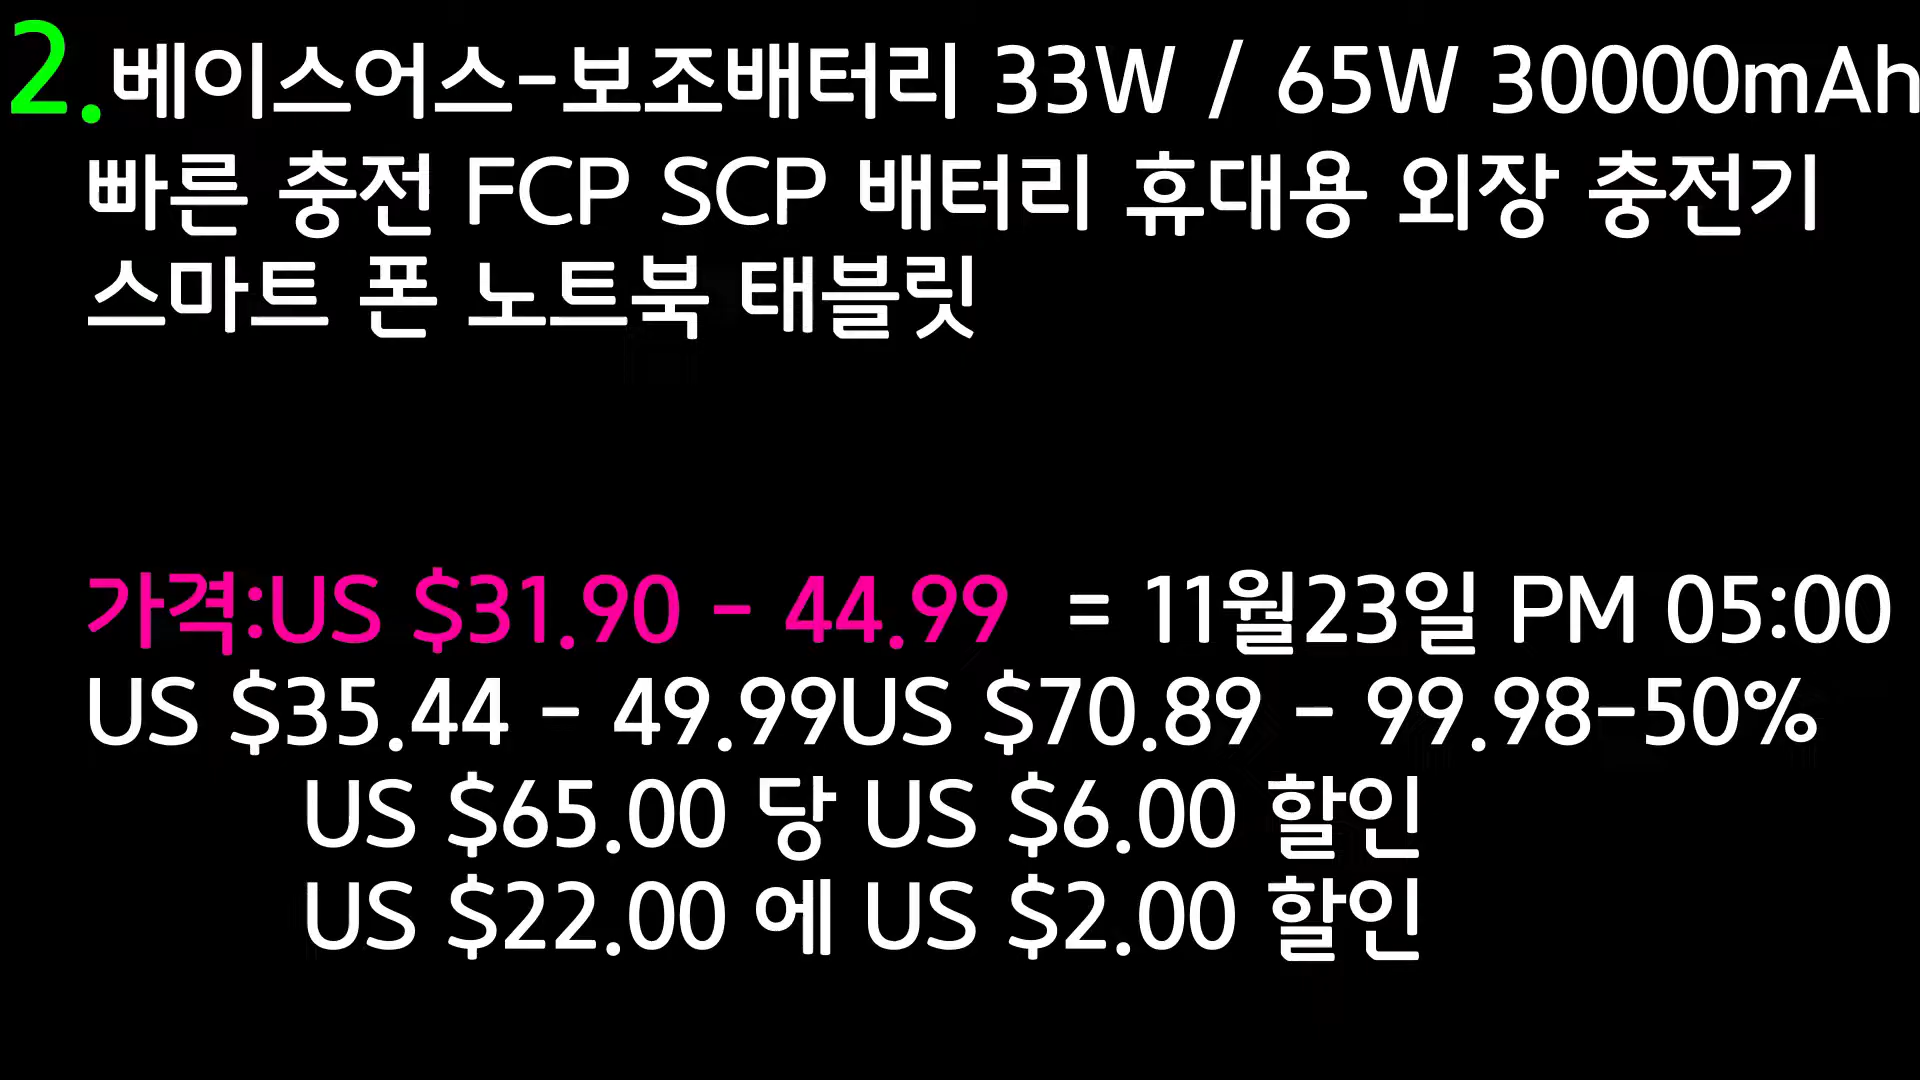 2.베이스어스-보조배터리 33W / 65W 30000mAh
빠른 충전 FCP SCP 배터리 휴대용 외장 충전기
스마트 폰 노트북 태블릿
가격:US $31.90 - 44.99 = 11월23일 PM 05:00
US $35.44 - 49.99US $70.89 - 99.98-50%
US $65.00 당 US $6.00 할인
US $22.00 에 US $2.00 할인